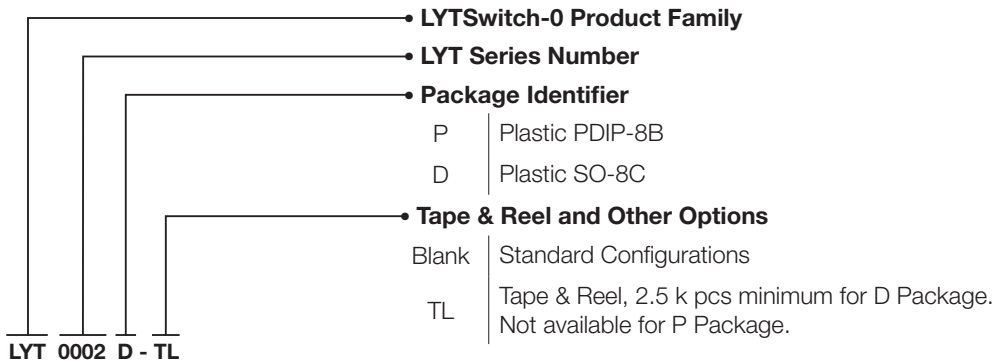 LYTSwitch-0 Product Family
LYT Series Number
Package Identifier
P Plastic PDIP-8B
D Plastic SO-8C
Tape & Reel and Other Options
Blank Standard Configurations
TL Tape & Reel, 2.5 k pcs minimum for D Package.
Not available for P Package.
LYT 0002 D - TL